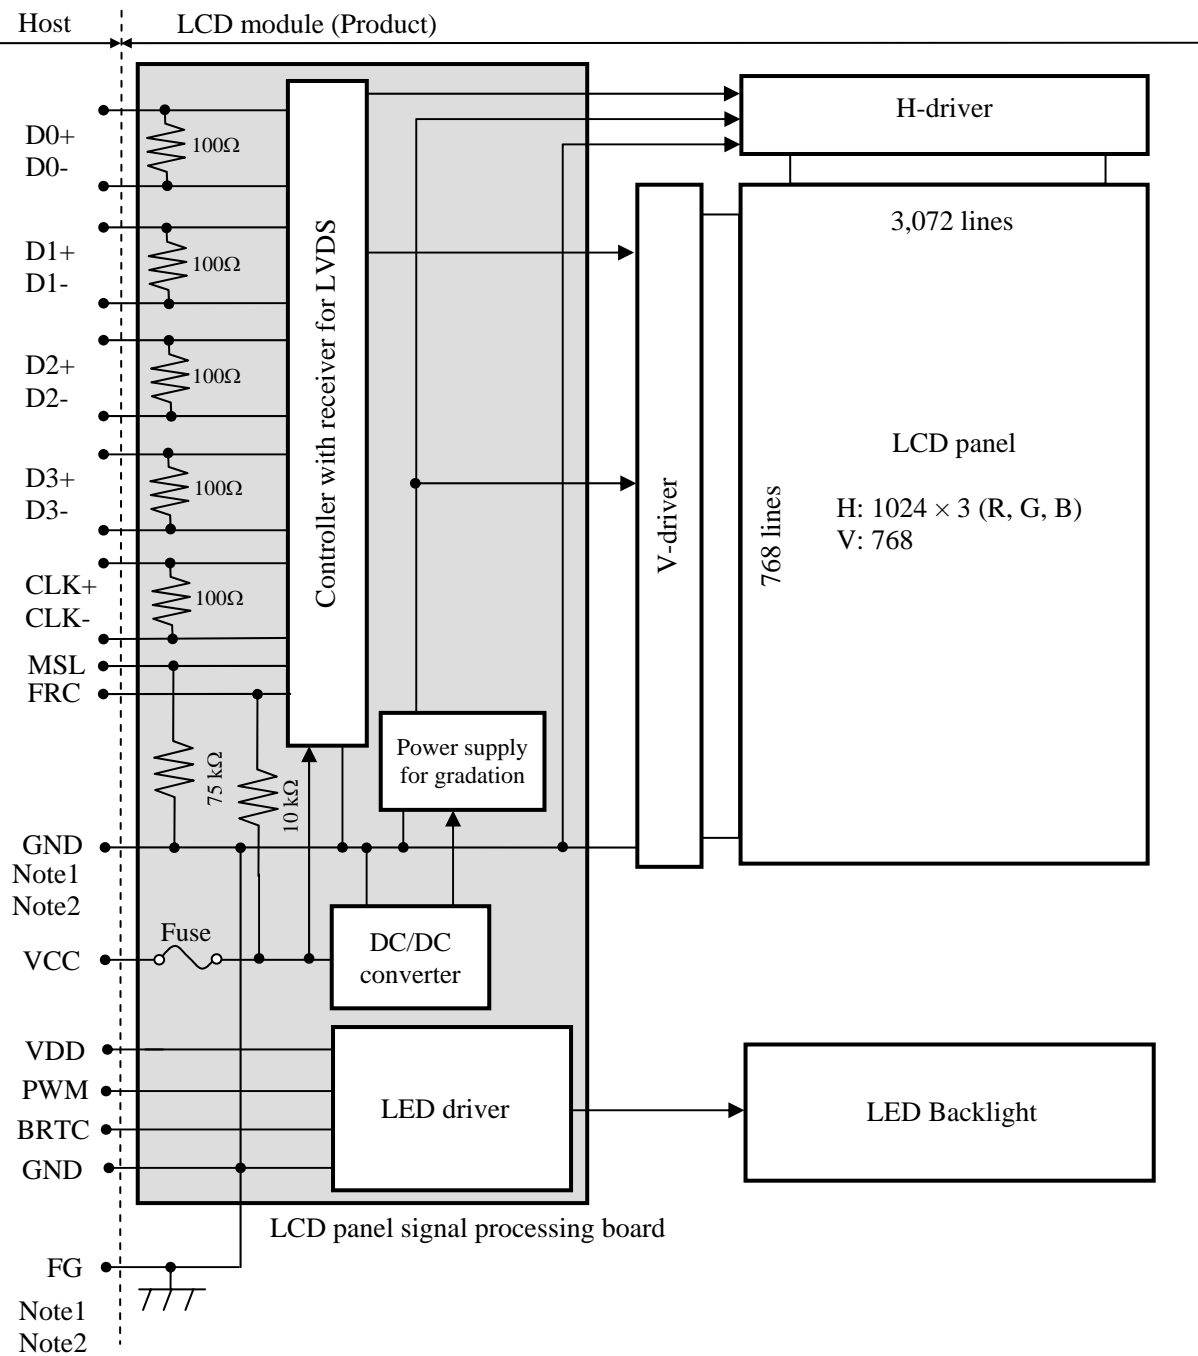 Host
LCD module (Product)
D0+
D0-
100Ω
D1+
D1-
100Ω
D2+
D2-
100Ω
D3+
D3-
100Ω
CLK+
CLK-
100Ω
MSL
FRC
75 kΩ
10 kΩ
Controller with receiver for LVDS
H-driver
3,072 lines
V-driver
768 lines
LCD panel
H: 1024 × 3 (R, G, B)
V: 768
Power supply
for gradation
GND
Note1
Note2
Fuse
VCC
DC/DC
converter
VDD
PWM
BRTC
GND
LED driver
LED Backlight
LCD panel signal processing board
FG
Note1
Note2